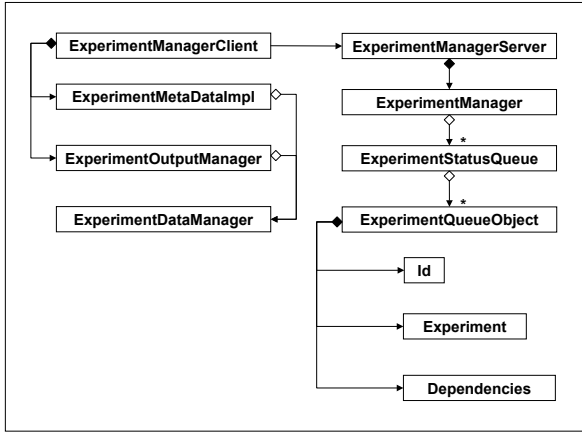 ExperimentManagerClient
ExperimentManagerServer
ExperimentMetaDataImpl
ExperimentManager
*
ExperimentOutputManager
ExperimentStatusQueue
*
ExperimentDataManager
ExperimentQueueObject
Id
Experiment
Dependencies